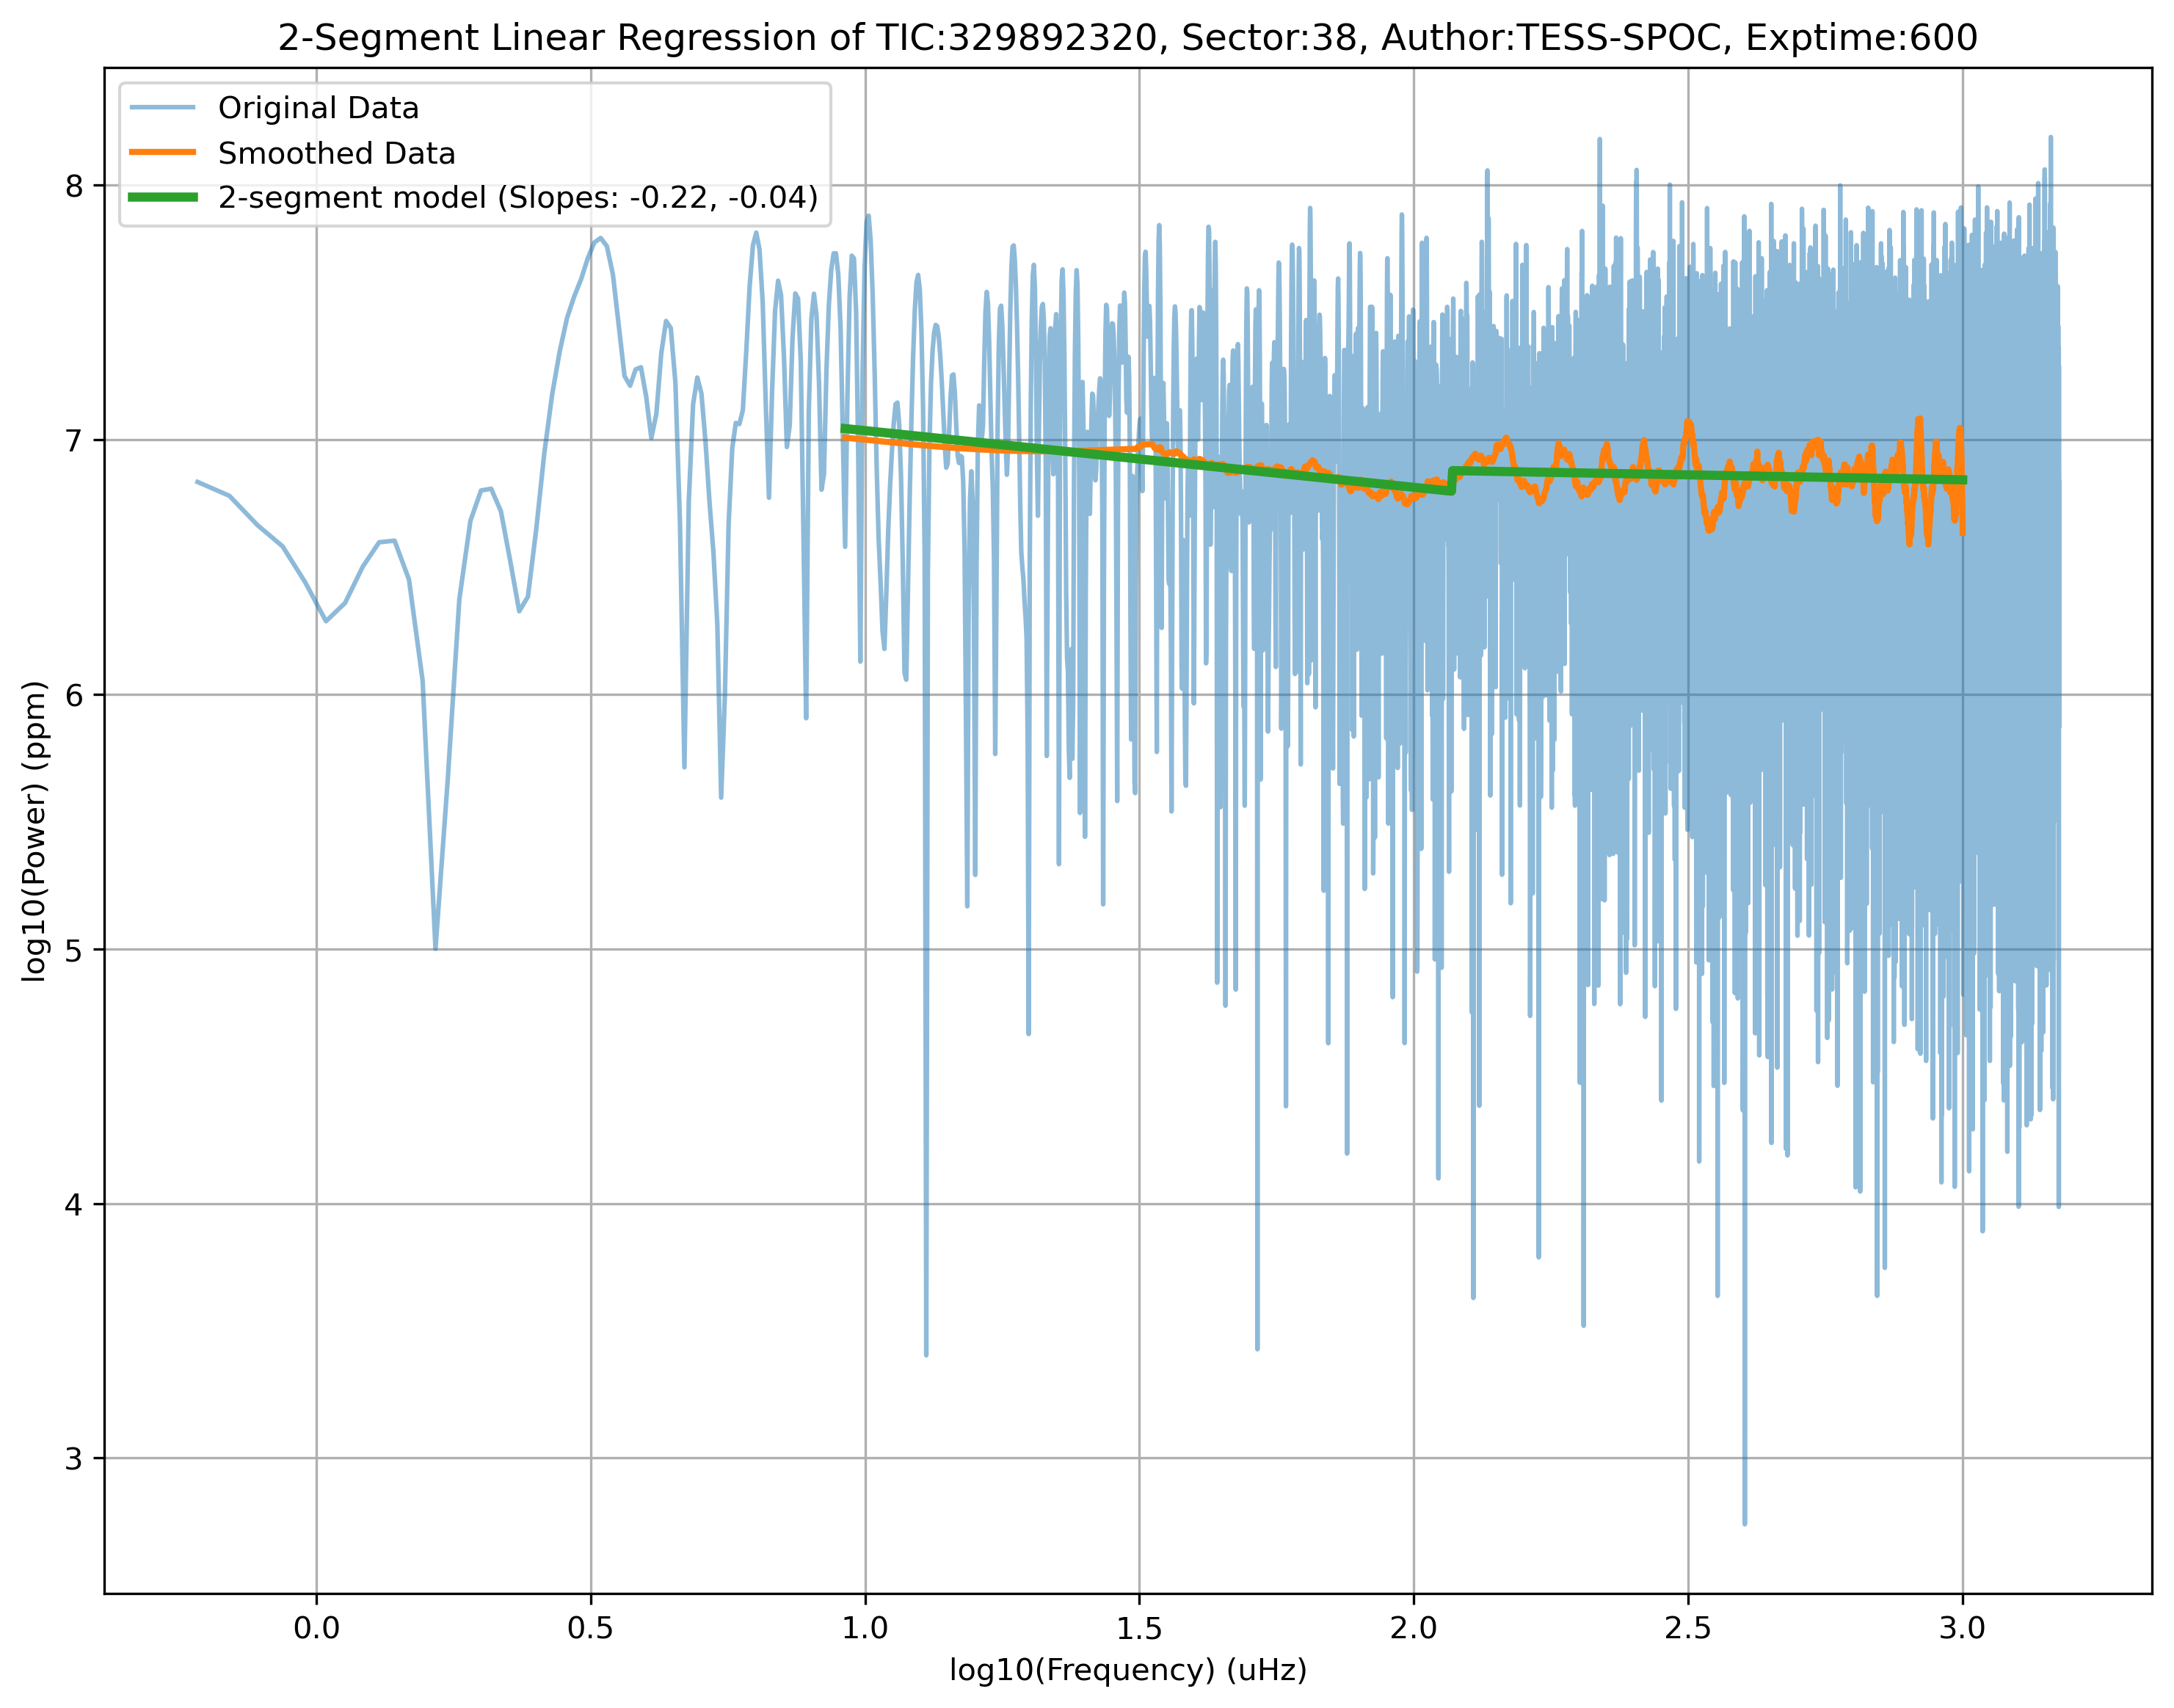 2-Segment Linear Regression of TIC:329892320, Sector:38, Author:TESS-SPOC, Exptime:600
Original Data
Smoothed Data
2-segment model (Slopes: -0.22, -0.04)
log10(Power) (ppm)
8
7
6
5
4
3
0.0 0.5 1.0 1.5 2.0 2.5 3.0
log10(Frequency) (uHz)